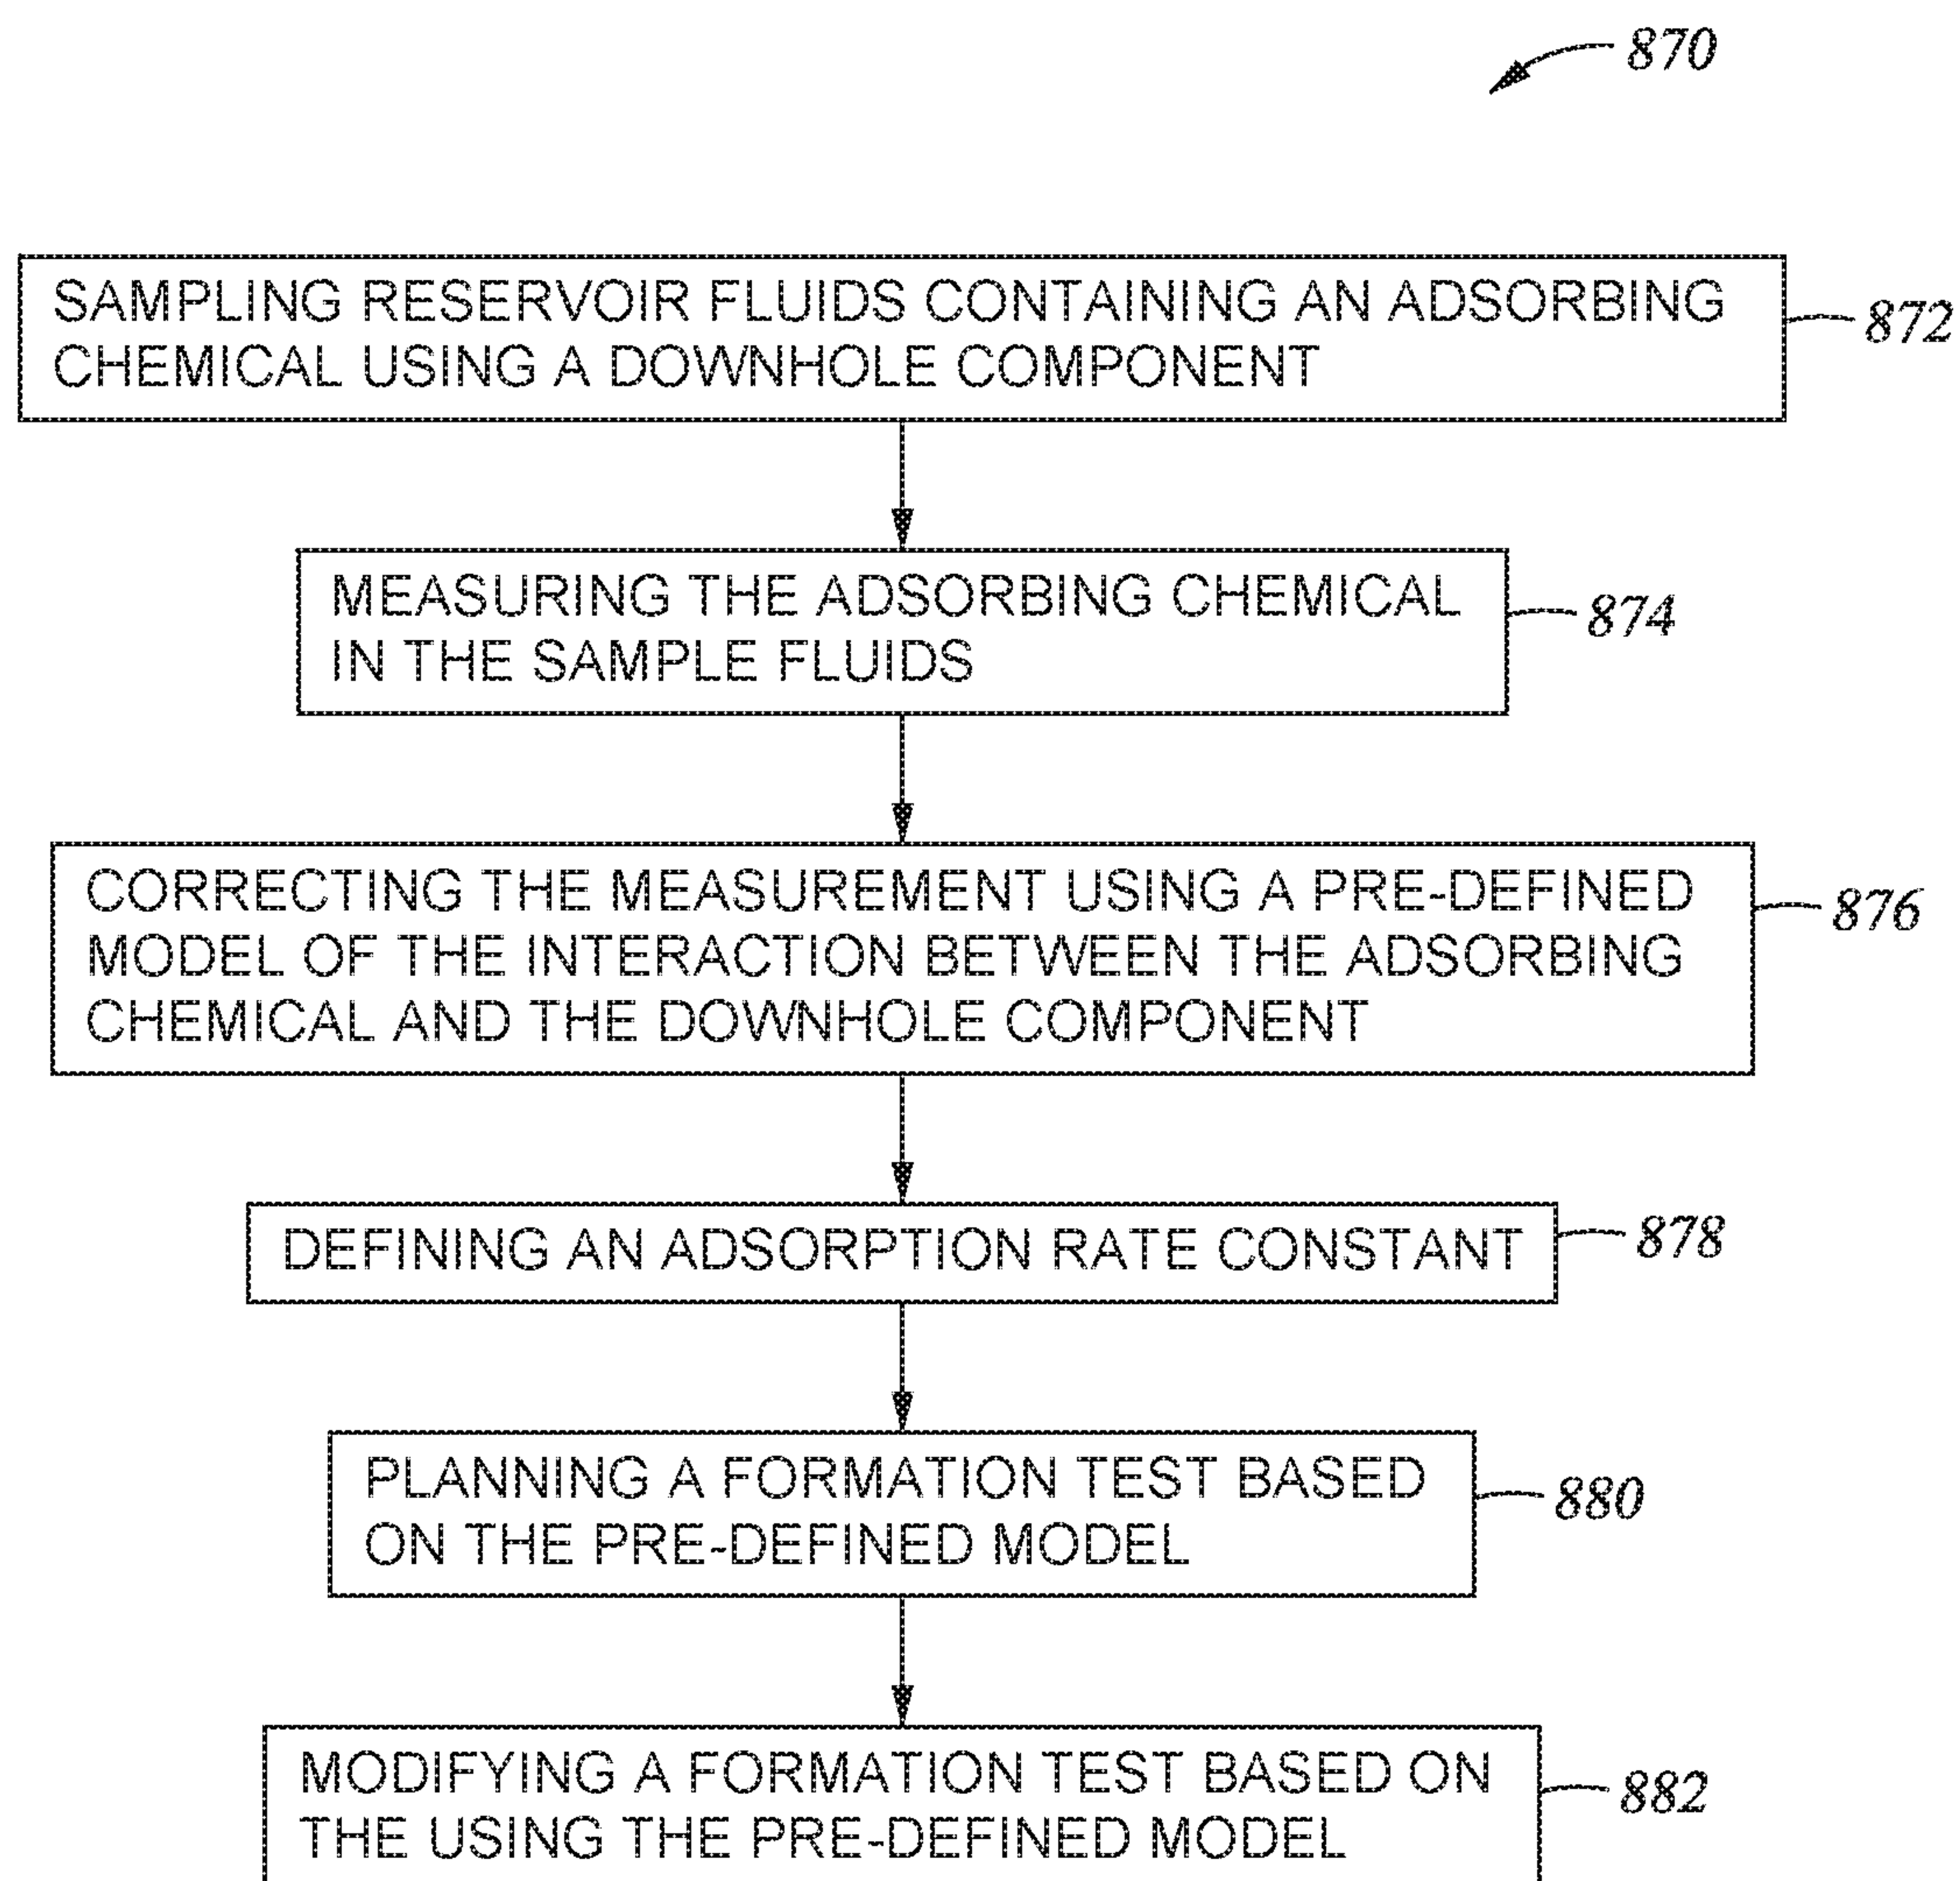 870
SAMPLING RESERVOIR FLUIDS CONTAINING AN ADSORBING
CHEMICAL USING A DOWNHOLE COMPONENT
872
MEASURING THE ADSORBING CHEMICAL
IN THE SAMPLE FLUIDS
874
CORRECTING THE MEASUREMENT USING A PRE-DEFINED
MODEL OF THE INTERACTION BETWEEN THE ADSORBING
CHEMICAL AND THE DOWNHOLE COMPONENT
876
DEFINING AN ADSORPTION RATE CONSTANT
878
PLANNING A FORMATION TEST BASED
ON THE PRE-DEFINED MODEL
880
MODIFYING A FORMATION TEST BASED ON
THE USING THE PRE-DEFINED MODEL
882